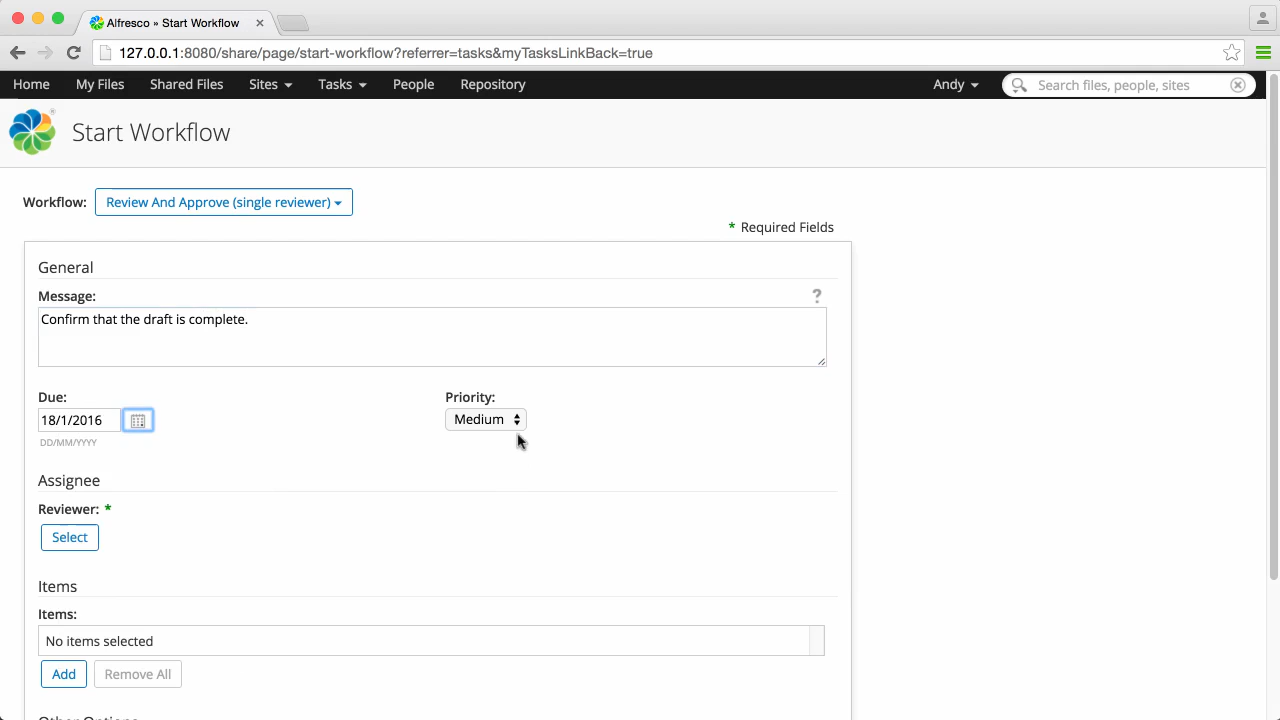 Alfresco » Start Workflow
127.0.0.1:8080/share/page/start-workflow?referrer=tasks&myTasksLinkBack=true
Home My Files Shared Files Sites Tasks People Repository Andy Search files, people, sites
Start Workflow
Workflow: Review And Approve (single reviewer)
* Required Fields
General
Message: ?
Confirm that the draft is complete.
Due: Priority:
18/1/2016 Medium
DD/MM/YYYY
Assignee
Reviewer: *
Select
Items
Items:
No items selected
Add Remove All
Other Options